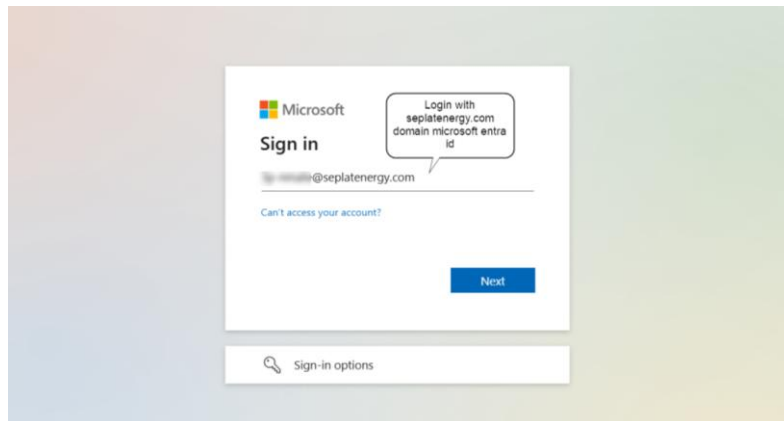 Microsoft
Login with
seplatenergy.com
domain microsoft entra
id
Sign in
@seplatenergy.com
Can't access your account?
Next
Sign-in options